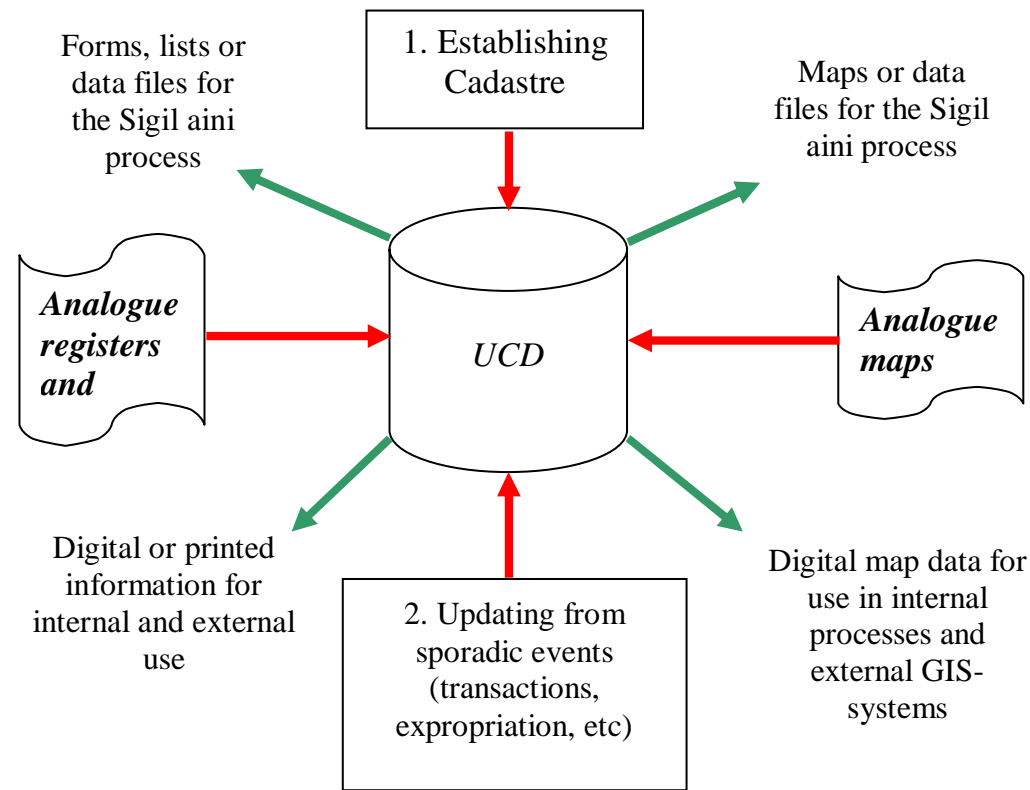 Forms, lists or
data files for
the Sigil aini
process
1. Establishing
Cadastre
Maps or data
files for the Sigil
aini process
Analogue
registers
and
UCD
Analogue
maps
Digital or printed
information for
internal and external
use
2. Updating from
sporadic events
(transactions,
expropriation, etc)
Digital map data for
use in internal
processes and
external GIS-
systems